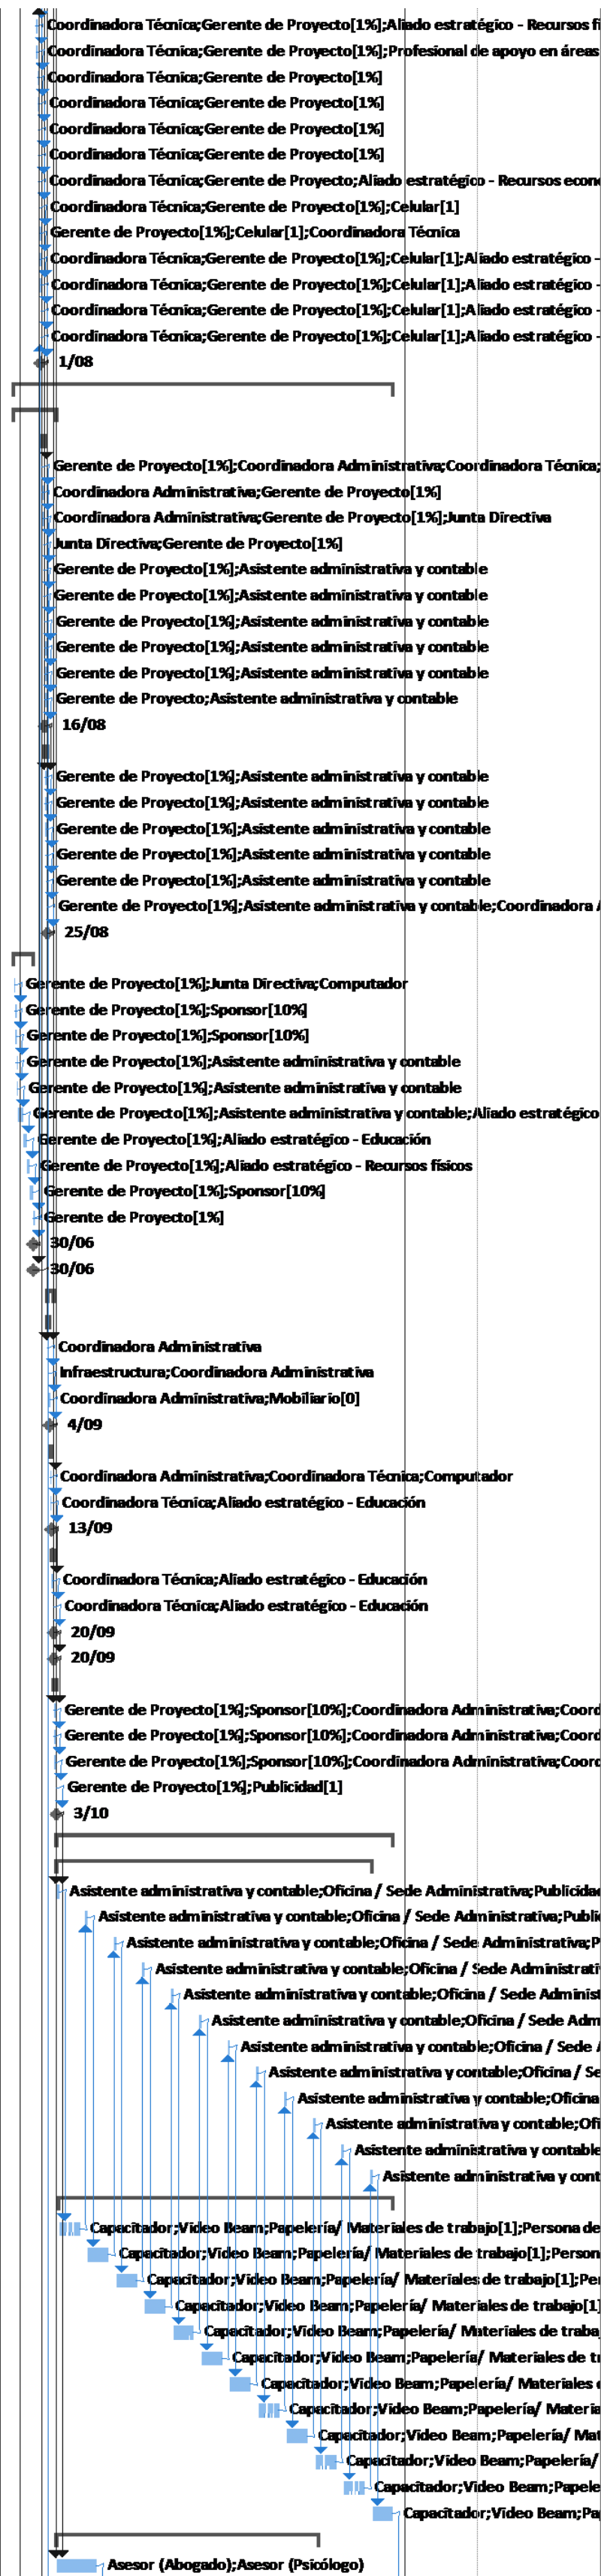 Coordinadora Técnica;Gerente de Proyecto[1%];Aliado estratégico - Recursos fí
Coordinadora Técnica;Gerente de Proyecto[1%];Profesional de apoyo en áreas
Coordinadora Técnica;Gerente de Proyecto[1%]
Coordinadora Técnica;Gerente de Proyecto[1%]
Coordinadora Técnica;Gerente de Proyecto[1%]
Coordinadora Técnica;Gerente de Proyecto[1%]
Coordinadora Técnica;Gerente de Proyecto;Aliado estratégico - Recursos econ
Coordinadora Técnica;Gerente de Proyecto[1%];Celular[1]
Gerente de Proyecto[1%];Celular[1];Coordinadora Técnica
Coordinadora Técnica;Gerente de Proyecto[1%];Celular[1];Aliado estratégico -
Coordinadora Técnica;Gerente de Proyecto[1%];Celular[1];Aliado estratégico -
Coordinadora Técnica;Gerente de Proyecto[1%];Celular[1];Aliado estratégico -
Coordinadora Técnica;Gerente de Proyecto[1%];Celular[1];Aliado estratégico -
1/08
Gerente de Proyecto[1%];Coordinadora Administrativa;Coordinadora Técnica;
Coordinadora Administrativa;Gerente de Proyecto[1%]
Coordinadora Administrativa;Gerente de Proyecto[1%];Junta Directiva
Junta Directiva;Gerente de Proyecto[1%]
Gerente de Proyecto[1%];Asistente administrativa y contable
Gerente de Proyecto[1%];Asistente administrativa y contable
Gerente de Proyecto[1%];Asistente administrativa y contable
Gerente de Proyecto[1%];Asistente administrativa y contable
Gerente de Proyecto[1%];Asistente administrativa y contable
Gerente de Proyecto;Asistente administrativa y contable
16/08
Gerente de Proyecto[1%];Asistente administrativa y contable
Gerente de Proyecto[1%];Asistente administrativa y contable
Gerente de Proyecto[1%];Asistente administrativa y contable
Gerente de Proyecto[1%];Asistente administrativa y contable
Gerente de Proyecto[1%];Asistente administrativa y contable
Gerente de Proyecto[1%];Asistente administrativa y contable;Coordinadora A
25/08
Gerente de Proyecto[1%];Junta Directiva;Computador
Gerente de Proyecto[1%];Sponsor[10%]
Gerente de Proyecto[1%];Sponsor[10%]
Gerente de Proyecto[1%];Asistente administrativa y contable
Gerente de Proyecto[1%];Asistente administrativa y contable
Gerente de Proyecto[1%];Asistente administrativa y contable;Aliado estratégico
Gerente de Proyecto[1%];Aliado estratégico - Educación
Gerente de Proyecto[1%];Aliado estratégico - Recursos físicos
Gerente de Proyecto[1%];Sponsor[10%]
Gerente de Proyecto[1%]
30/06
30/06
Coordinadora Administrativa
Infraestructura;Coordinadora Administrativa
Coordinadora Administrativa;Mobiliario[0]
4/09
Coordinadora Administrativa;Coordinadora Técnica;Computador
Coordinadora Técnica;Aliado estratégico - Educación
13/09
Coordinadora Técnica;Aliado estratégico - Educación
Coordinadora Técnica;Aliado estratégico - Educación
20/09
20/09
Gerente de Proyecto[1%];Sponsor[10%];Coordinadora Administrativa;Coord
Gerente de Proyecto[1%];Sponsor[10%];Coordinadora Administrativa;Coord
Gerente de Proyecto[1%];Sponsor[10%];Coordinadora Administrativa;Coord
Gerente de Proyecto[1%];Publicidad[1]
3/10
Asistente administrativa y contable;Oficina / Sede Administrativa;Publicidad
Asistente administrativa y contable;Oficina / Sede Administrativa;Publi
Asistente administrativa y contable;Oficina / Sede Administrativa;P
Asistente administrativa y contable;Oficina / Sede Administrati
Asistente administrativa y contable;Oficina / Sede Administ
Asistente administrativa y contable;Oficina / Sede Adm
Asistente administrativa y contable;Oficina / Sede A
Asistente administrativa y contable;Oficina / Se
Asistente administrativa y contable;Oficina
Asistente administrativa y contable;Ofi
Asistente administrativa y contable
Asistente administrativa y cont
Capacitador;Video Beam;Papelería/ Materiales de trabajo[1];Persona de
Capacitador;Video Beam;Papelería/ Materiales de trabajo[1];Person
Capacitador;Video Beam;Papelería/ Materiales de trabajo[1];Per
Capacitador;Video Beam;Papelería/ Materiales de trabajo[1]
Capacitador;Video Beam;Papelería/ Materiales de traba
Capacitador;Video Beam;Papelería/ Materiales de tr
Capacitador;Video Beam;Papelería/ Materiales d
Capacitador;Video Beam;Papelería/ Materia
Capacitador;Video Beam;Papelería/ Mat
Capacitador;Video Beam;Papelería/
Capacitador;Video Beam;Papele
Capacitador;Video Beam;Pa
Asesor (Abogado);Asesor (Psicólogo)